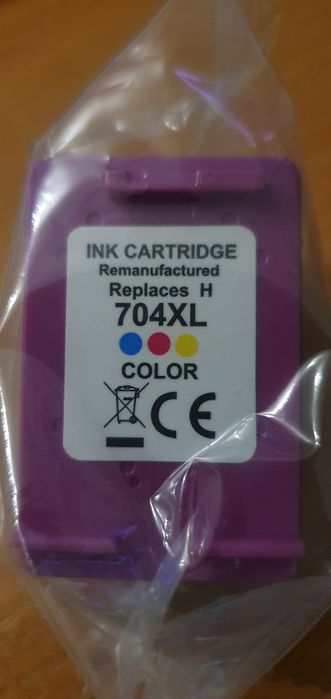 INK CARTRIDGE
Remanufactured
Replaces H
704XL
COLOR
CE